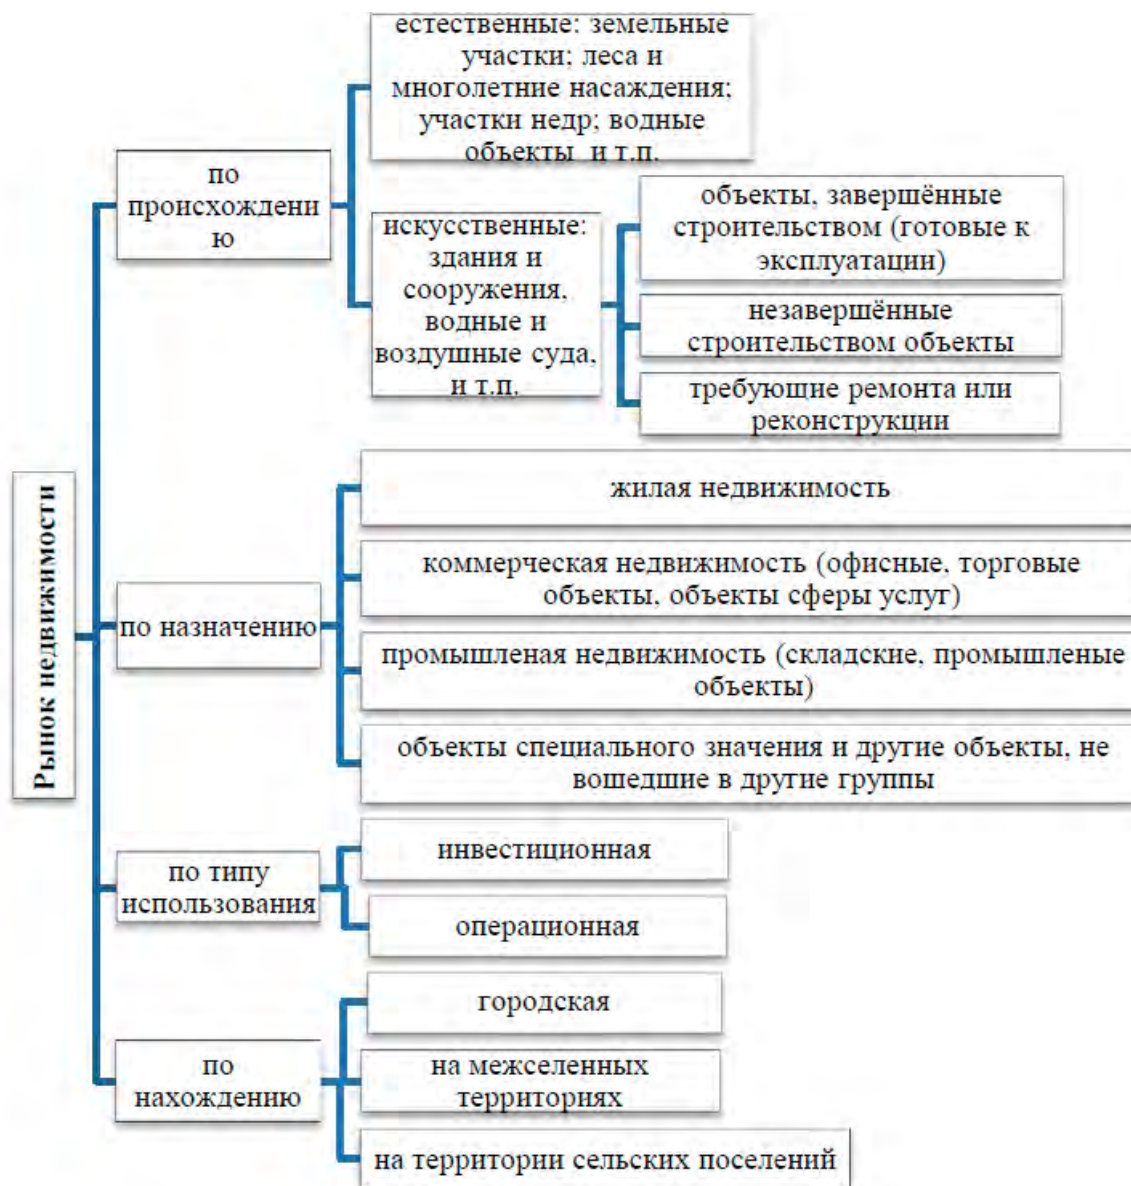 Рынок недвижимости
по
происхождени
ю
естественные: земельные
участки; леса и
многолетние насаждения;
участки недр; водные
объекты и т.п.
искусственные:
здания и
сооружения,
водные и
воздушные суда,
и т.п.
объекты, завершённые
строительством (готовые к
эксплуатации)
незавершённые
строительством объекты
требующие ремонта или
реконструкции
по назначению
жилая недвижимость
коммерческая недвижимость (офисные, торговые
объекты, объекты сферы услуг)
промышленая недвижимость (складские, промышленые
объекты)
объекты специального значения и другие объекты, не
вошедшие в другие группы
по типу
использования
инвестиционная
операционная
по
нахождению
городская
на межселенных
территориях
на территории сельских поселений